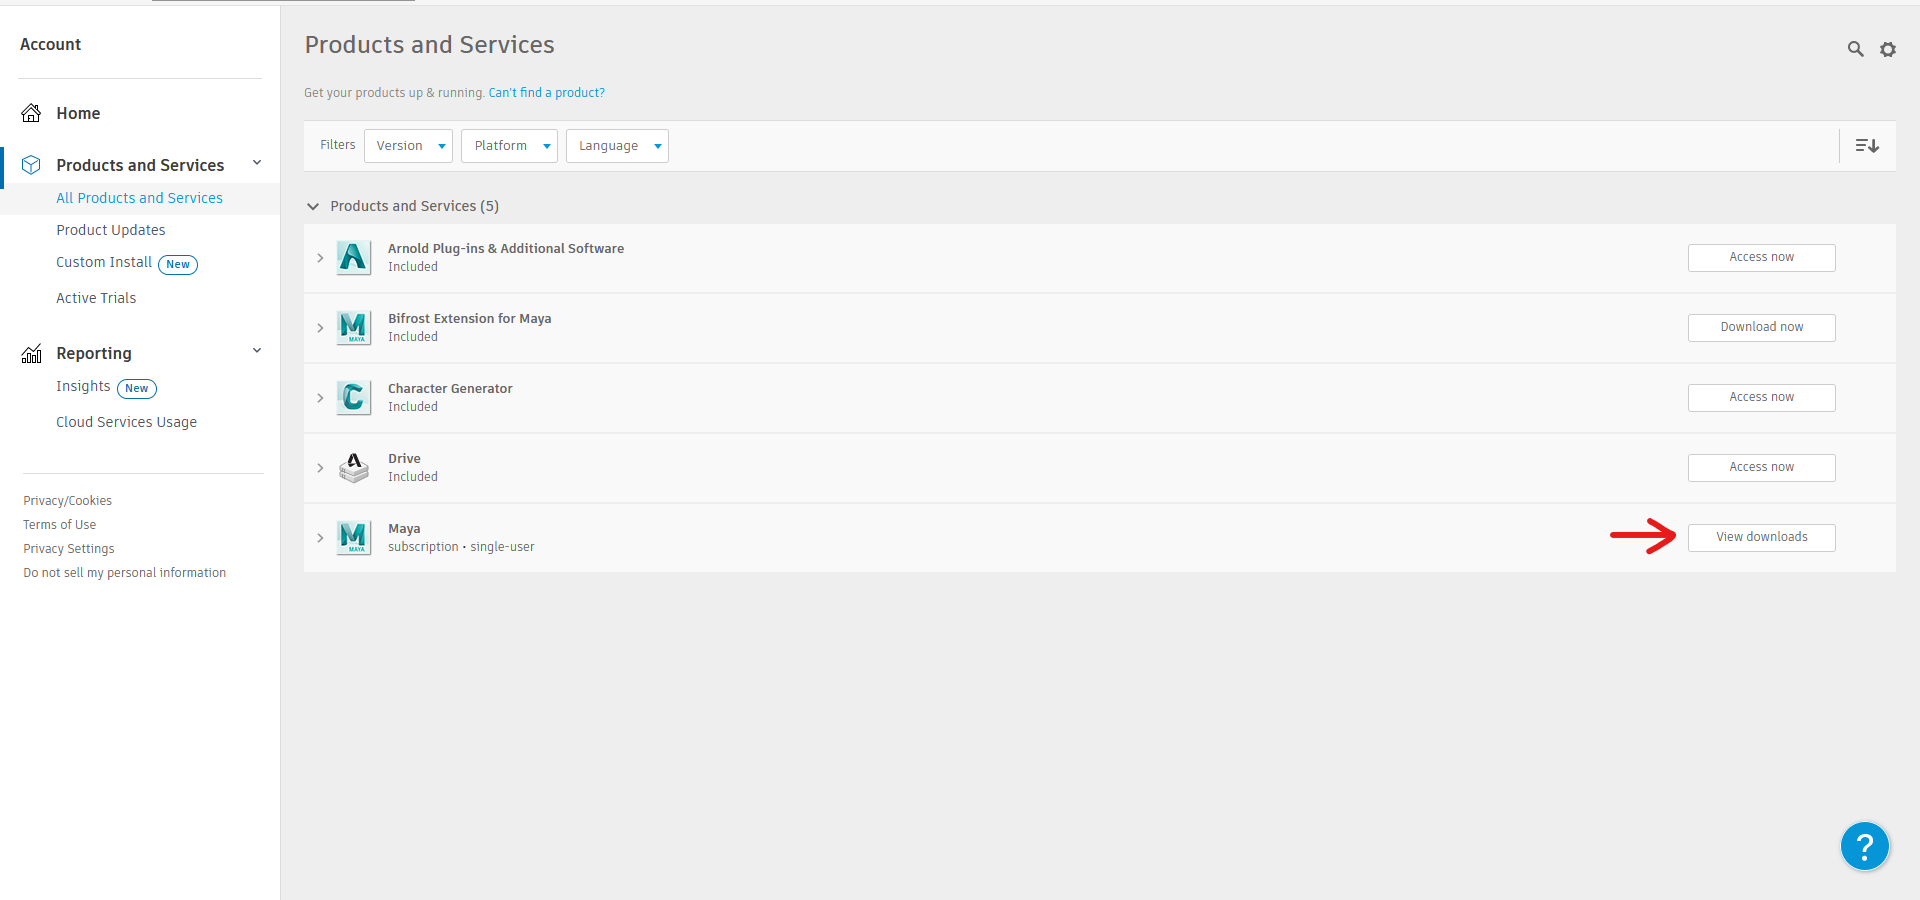 Account
Home
Products and Services
All Products and Services
Product Updates
Custom Install New
Active Trials
Reporting
Insights New
Cloud Services Usage
Privacy/Cookies
Terms of Use
Privacy Settings
Do not sell my personal information
Products and Services
Get your products up & running. Can't find a product?
Filters Version Platform Language
Products and Services (5)
Arnold Plug-ins & Additional Software
Included
Access now
MAYA
Bifrost Extension for Maya
Included
Download now
Character Generator
Included
Access now
Drive
Included
Access now
MAYA
Maya
subscription • single-user
View downloads
?